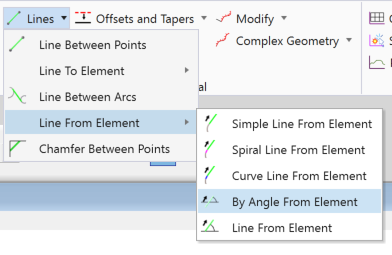 Lines Offsets and Tapers Modify
Complex Geometry
Line Between Points
Line To Element
al
Line Between Arcs
Line From Element
Simple Line From Element
Chamfer Between Points
Spiral Line From Element
Curve Line From Element
By Angle From Element
Line From Element